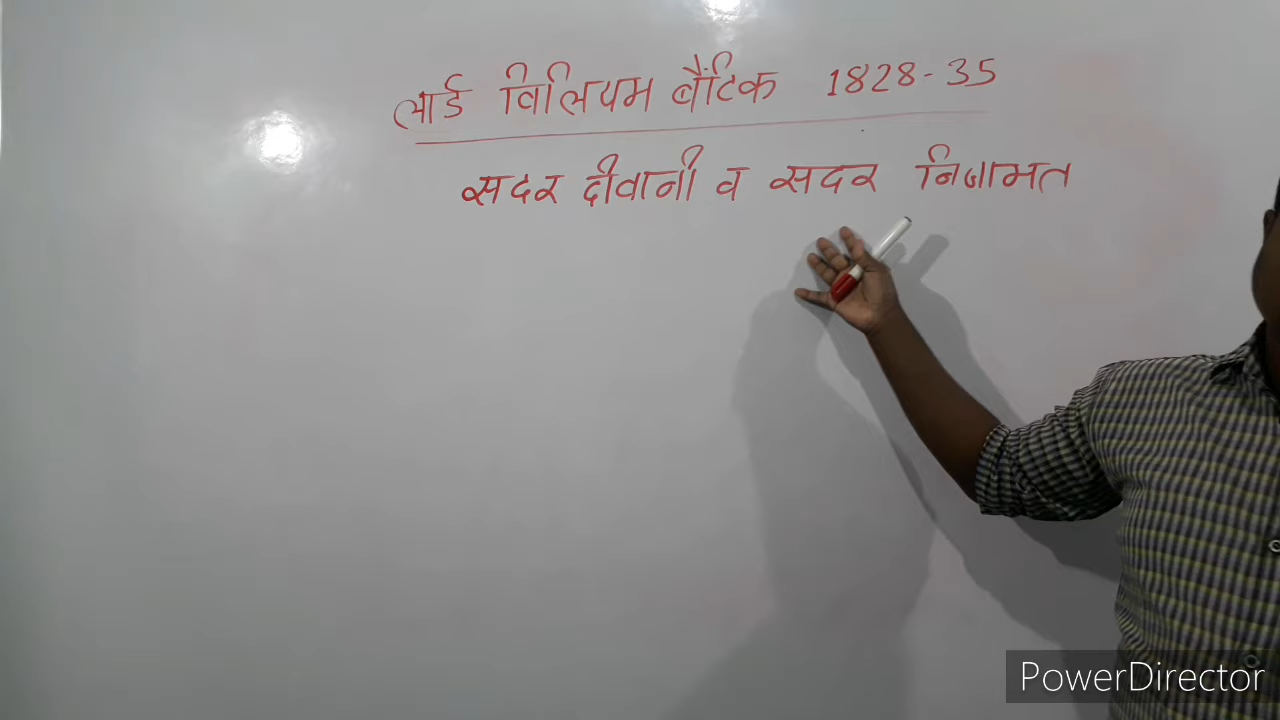 लार्ड विलियम बैंटिक 1828-35
सदर दीवानी व सदर निजामत
PowerDirector